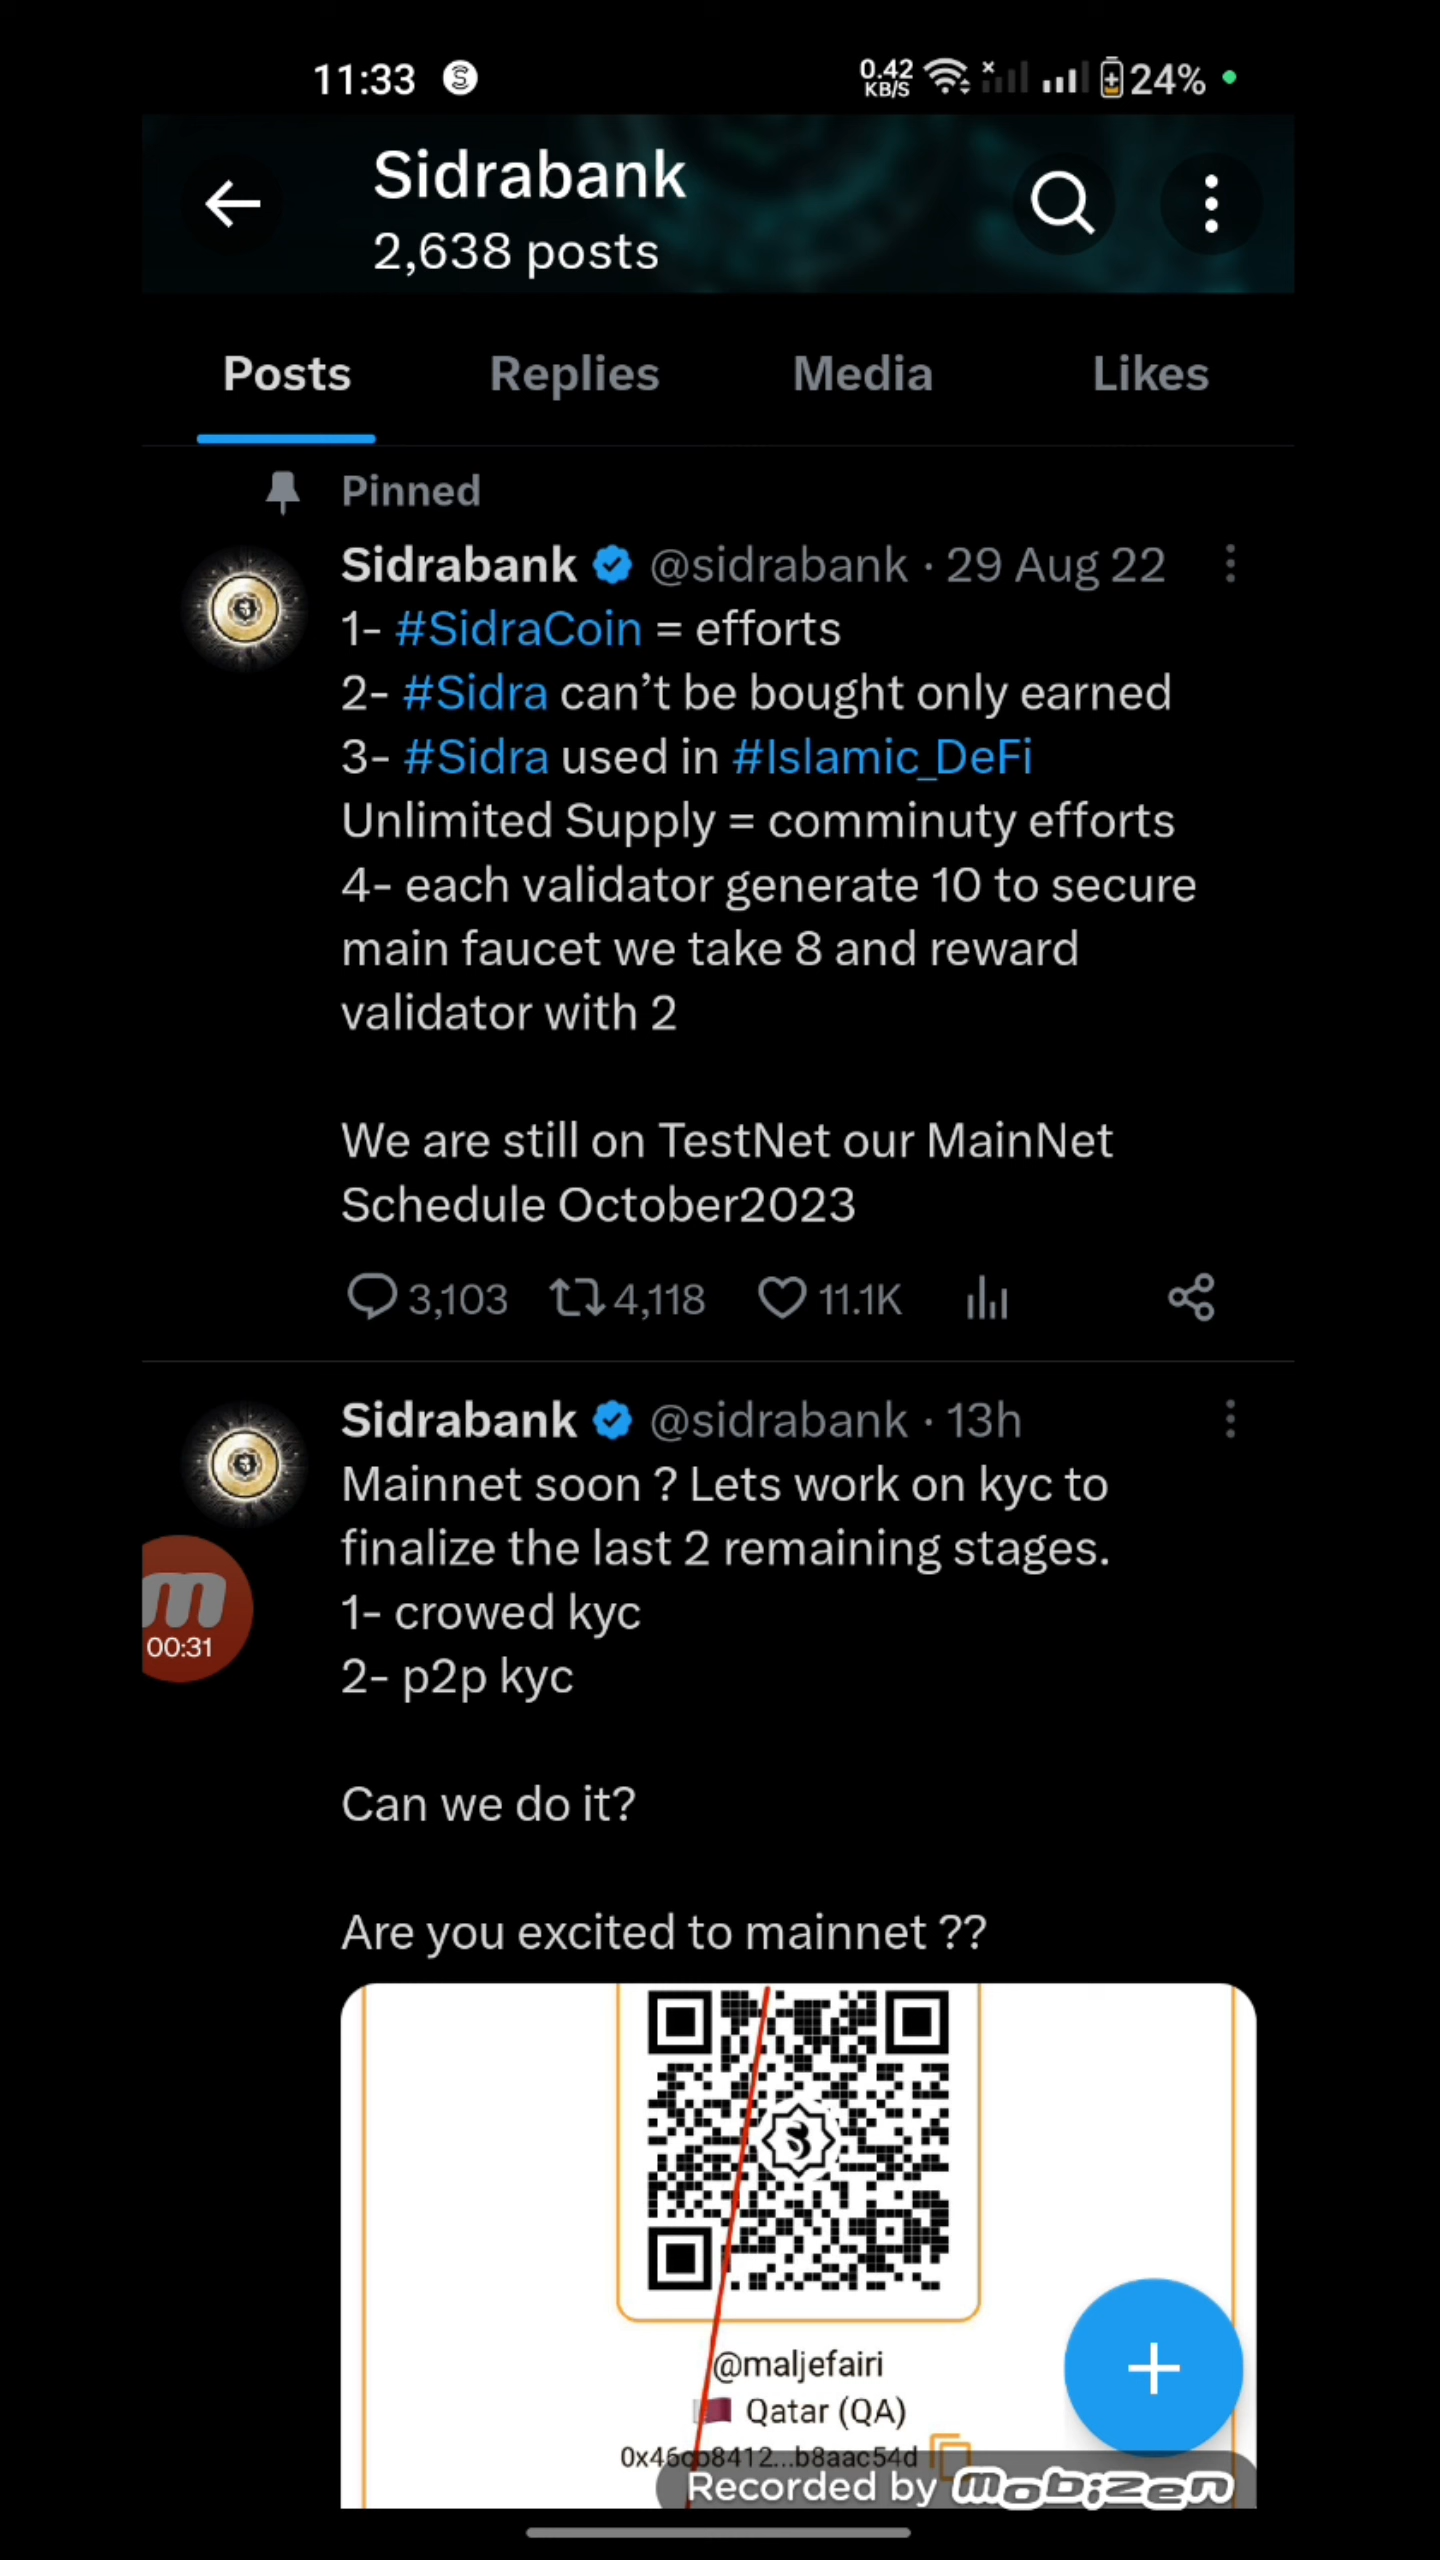 11:33
0.42
KB/S
24%
Sidrabank
2,638 posts
Posts Replies Media Likes
Pinned
Sidrabank @sidrabank · 29 Aug 22
1- #SidraCoin = efforts
2- #Sidra can’t be bought only earned
3- #Sidra used in #Islamic_DeFi
Unlimited Supply = comminuty efforts
4- each validator generate 10 to secure
main faucet we take 8 and reward
validator with 2
We are still on TestNet our MainNet
Schedule October2023
3,103 4,118 11.1K
Sidrabank @sidrabank · 13h
Mainnet soon ? Lets work on kyc to
finalize the last 2 remaining stages.
1- crowed kyc
2- p2p kyc
m
00:31
Can we do it?
Are you excited to mainnet ??
@maljefairi
Qatar (QA)
Recorded by mobizen